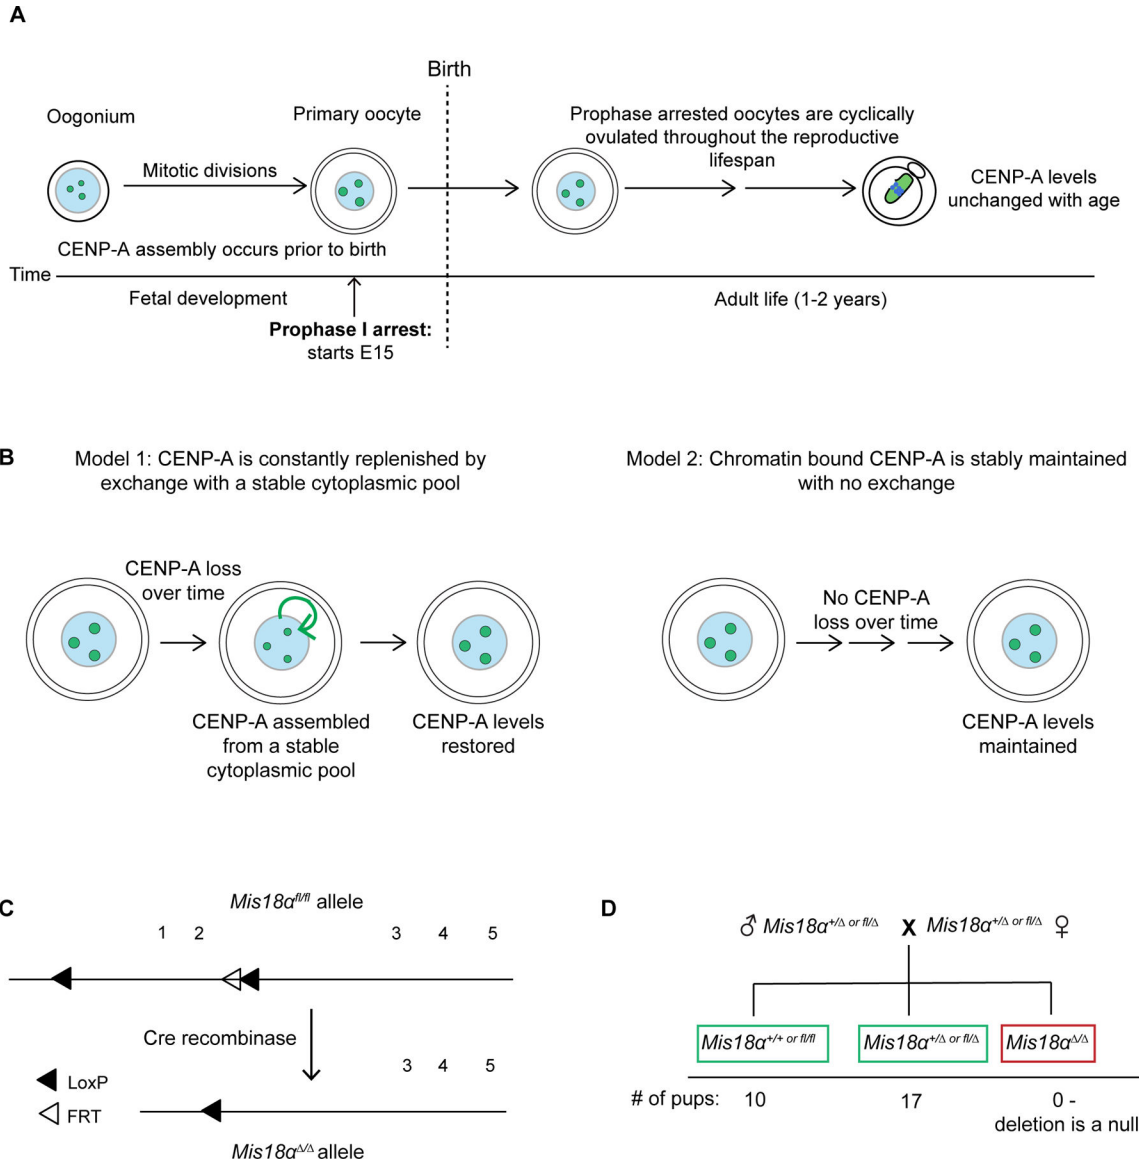 A
Birth
Oogonium
Primary oocyte
Prophase arrested oocytes are cyclically
ovulated throughout the reproductive
lifespan
Mitotic divisions
CENP-A levels
unchanged with age
CENP-A assembly occurs prior to birth
Time
Fetal development
Adult life (1-2 years)
Prophase I arrest:
starts E15
B
Model 1: CENP-A is constantly replenished by
exchange with a stable cytoplasmic pool
CENP-A loss
over time
CENP-A assembled
from a stable
cytoplasmic pool
CENP-A levels
restored
Model 2: Chromatin bound CENP-A is stably maintained
with no exchange
No CENP-A
loss over time
CENP-A levels
maintained
C
Mis18α^fl/fl allele
1 2 3 4 5
Cre recombinase
3 4 5
LoxP
FRT
Mis18α^Δ/Δ allele
D
♂ Mis18α^+/Δ or fl/Δ X Mis18α^+/Δ or fl/Δ ♀
Mis18α^+/+ or fl/fl Mis18α^+/Δ or fl/Δ Mis18α^Δ/Δ
# of pups: 10 17 0 -
deletion is a null